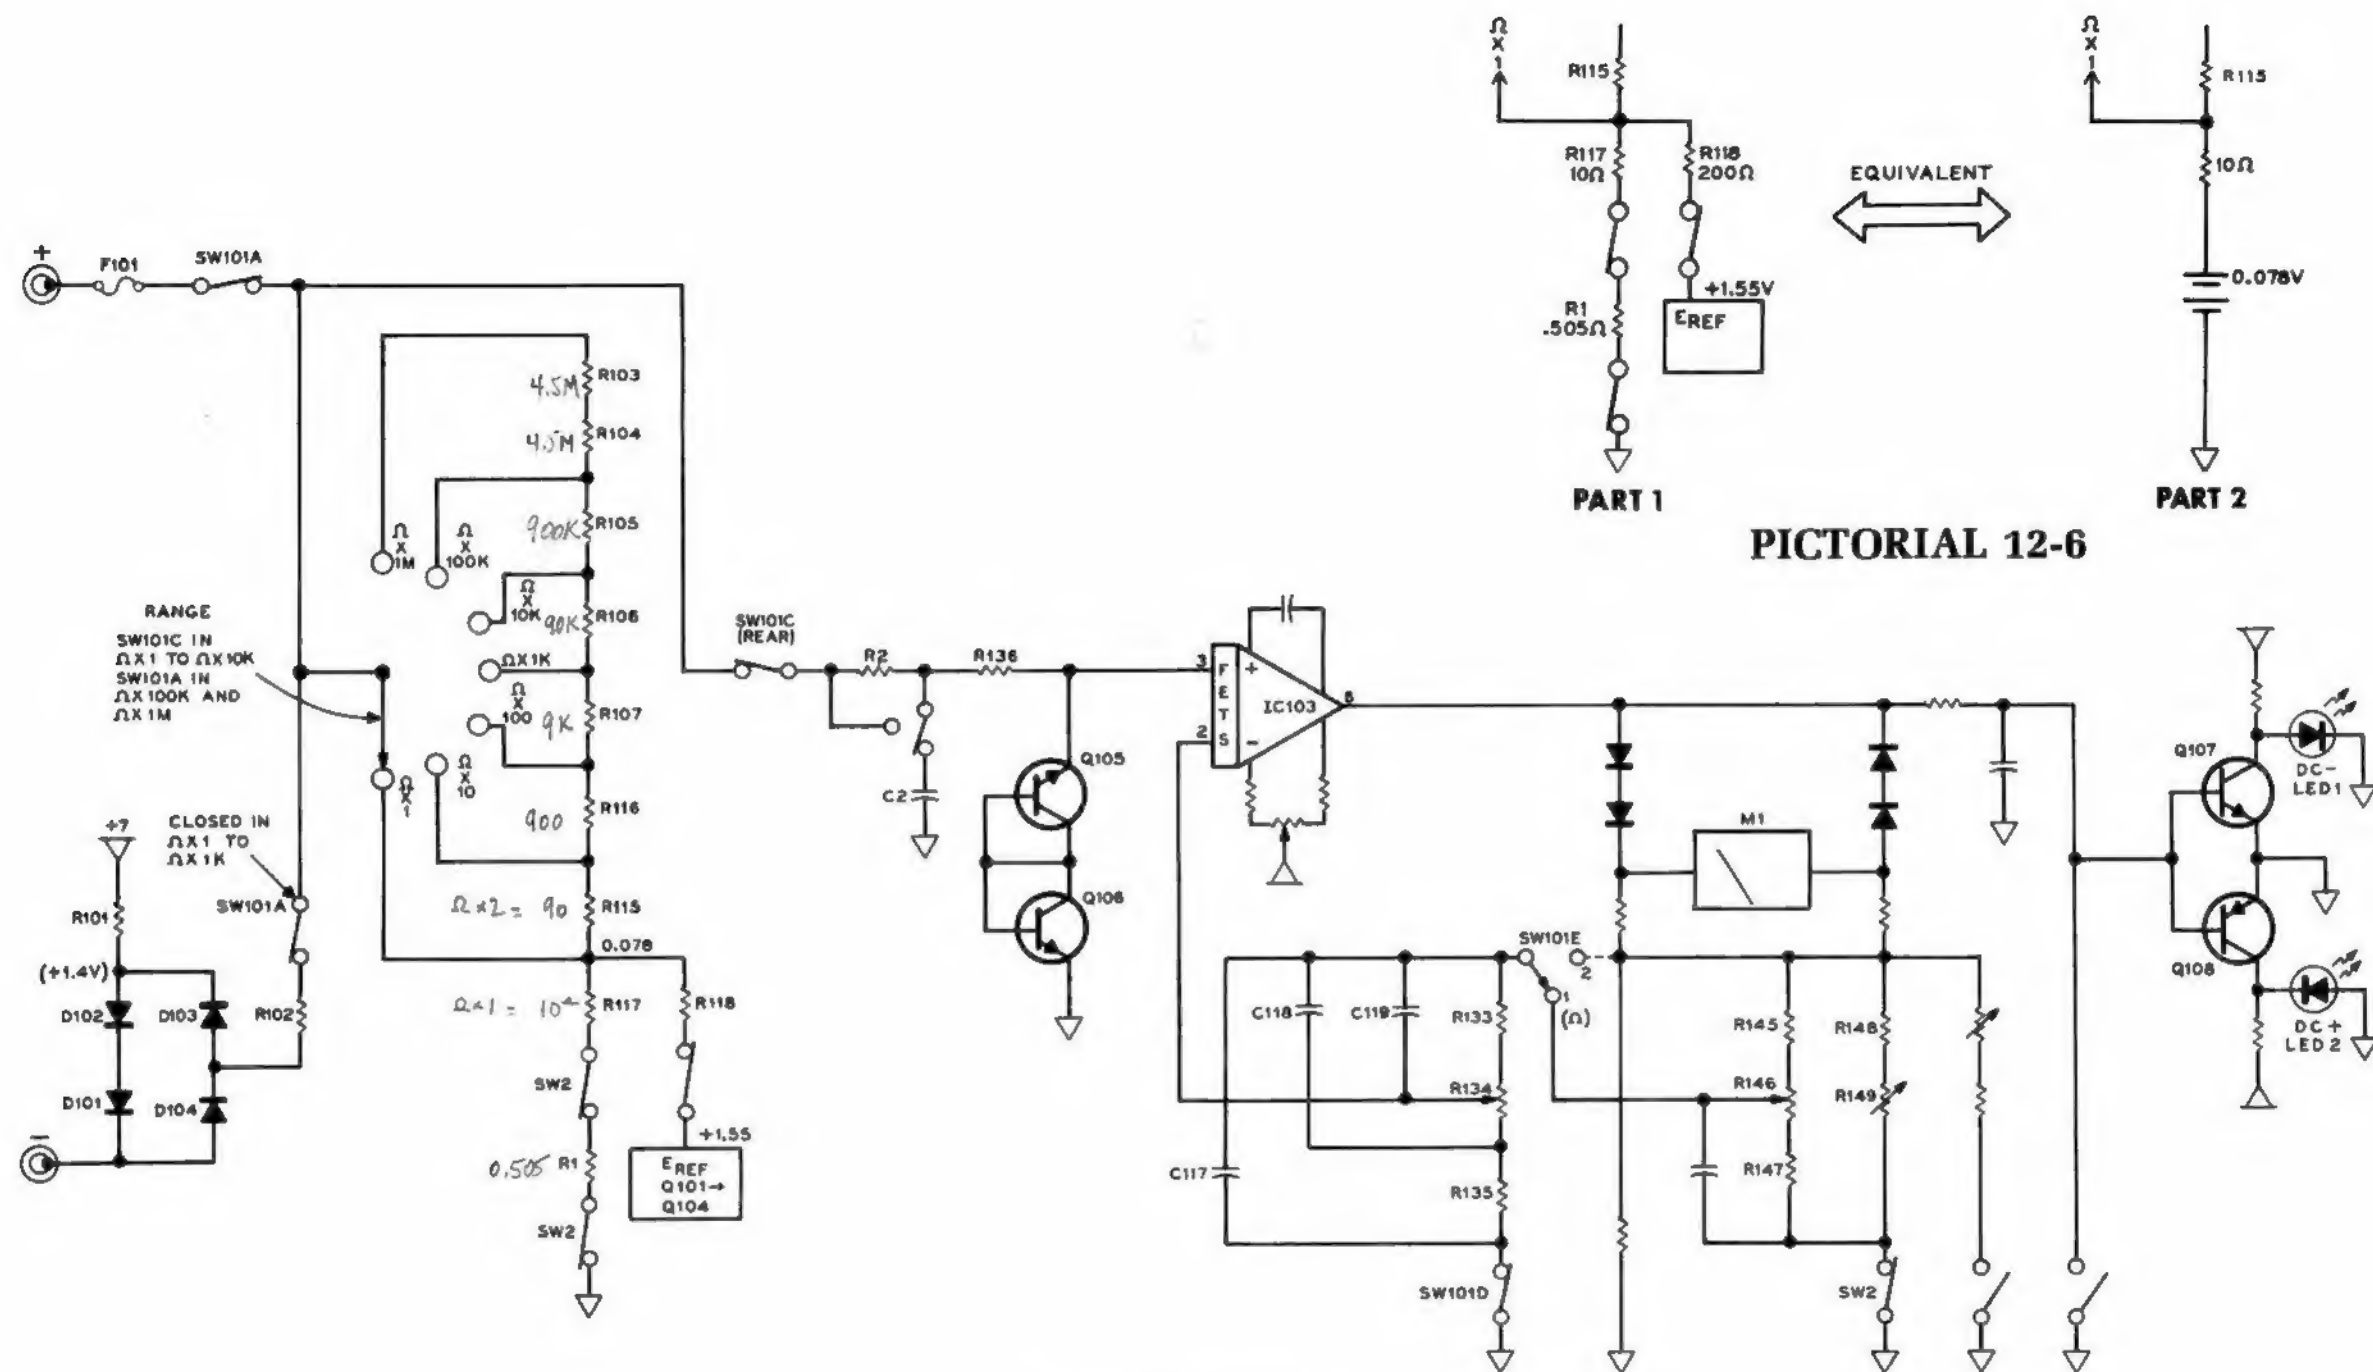 Ω
X
1
R115
R117
10Ω
R118
200Ω
R1
.505Ω
+1.55V
EREF
PART 1
EQUIVALENT
Ω
X
1
R115
10Ω
0.078V
PART 2
PICTORIAL 12-6
+
F101
SW101A
4.5M R103
4.5M R104
900K R105
Ω
X
1M
Ω
X
100K
Ω
X
10K
90K R106
ΩX1K
Ω
X
100
9K R107
Ω
X
1
Ω
X
10
900 R116
Ω×2 = 90 R115
0.078
Ω×1 = 10 R117
R118
SW2
+1.55
0.505 R1
EREF
Q101→
Q104
SW2
RANGE
SW101C IN
ΩX1 TO ΩX10K
SW101A IN
ΩX100K AND
ΩX1M
CLOSED IN
ΩX1 TO
ΩX1K
SW101A
+7
R101
(+1.4V)
D102
D103
R102
D101
D104
−
SW101C
(REAR)
R2
R136
C2
Q105
Q106
3
2
F
E
T
S
+
−
IC103
6
M1
SW101E
2
1
(Ω)
C118
C119
R133
R134
C117
R135
SW101D
R145
R146
R147
R148
R149
SW2
Q107
DC−
LED1
Q108
DC+
LED2